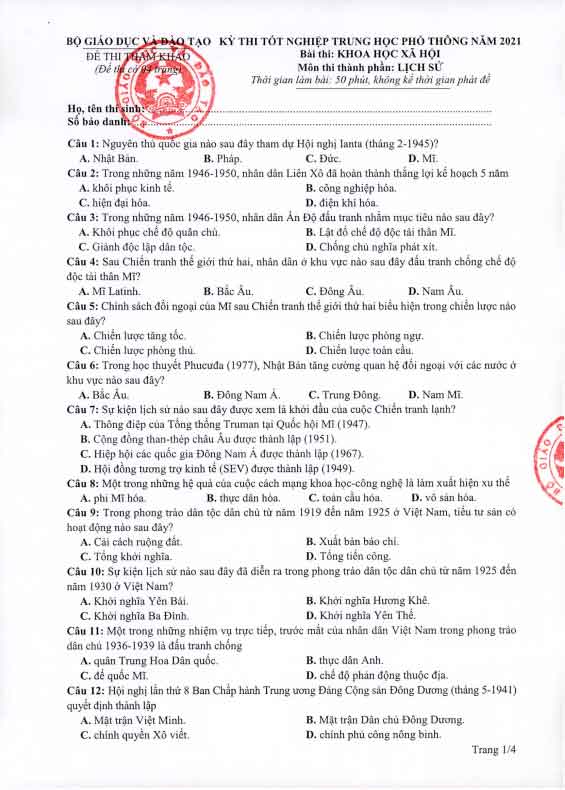 BỘ GIÁO DỤC VÀ ĐÀO TẠO KỲ THI TỐT NGHIỆP TRUNG HỌC PHỔ THÔNG NĂM 2021
ĐỀ THI THAM KHẢO Bài thi: KHOA HỌC XÃ HỘI
(Đề thi có 04 trang) Môn thi thành phần: LỊCH SỬ
Thời gian làm bài: 50 phút, không kể thời gian phát đề
Họ, tên thí sinh:
Số báo danh:
Câu 1: Nguyên thủ quốc gia nào sau đây tham dự Hội nghị Ianta (tháng 2-1945)?
A. Nhật Bản. B. Pháp. C. Đức. D. Mĩ.
Câu 2: Trong những năm 1946-1950, nhân dân Liên Xô đã hoàn thành thắng lợi kế hoạch 5 năm
A. khôi phục kinh tế. B. công nghiệp hóa.
C. hiện đại hóa. D. điện khí hóa.
Câu 3: Trong những năm 1946-1950, nhân dân Ấn Độ đấu tranh nhằm mục tiêu nào sau đây?
A. Khôi phục chế độ quân chủ. B. Lật đổ chế độ độc tài thân Mĩ.
C. Giành độc lập dân tộc. D. Chống chủ nghĩa phát xít.
Câu 4: Sau Chiến tranh thế giới thứ hai, nhân dân ở khu vực nào sau đây đấu tranh chống chế độ
độc tài thân Mĩ?
A. Mĩ Latinh. B. Bắc Âu. C. Đông Âu. D. Nam Âu.
Câu 5: Chính sách đối ngoại của Mĩ sau Chiến tranh thế giới thứ hai biểu hiện trong chiến lược nào
sau đây?
A. Chiến lược tăng tốc. B. Chiến lược phòng ngự.
C. Chiến lược phòng thủ. D. Chiến lược toàn cầu.
Câu 6: Trong học thuyết Phucưđa (1977), Nhật Bản tăng cường quan hệ đối ngoại với các nước ở
khu vực nào sau đây?
A. Bắc Âu. B. Đông Nam Á. C. Trung Đông. D. Nam Mĩ.
Câu 7: Sự kiện lịch sử nào sau đây được xem là khởi đầu của cuộc Chiến tranh lạnh?
A. Thông điệp của Tổng thống Truman tại Quốc hội Mĩ (1947).
B. Cộng đồng than-thép châu Âu được thành lập (1951).
C. Hiệp hội các quốc gia Đông Nam Á được thành lập (1967).
D. Hội đồng tương trợ kinh tế (SEV) được thành lập (1949).
Câu 8: Một trong những hệ quả của cuộc cách mạng khoa học-công nghệ là làm xuất hiện xu thế
A. phi Mĩ hóa. B. thực dân hóa. C. toàn cầu hóa. D. vô sản hóa.
Câu 9: Trong phong trào dân tộc dân chủ từ năm 1919 đến năm 1925 ở Việt Nam, tiểu tư sản có
hoạt động nào sau đây?
A. Cải cách ruộng đất. B. Xuất bản báo chí.
C. Tổng khởi nghĩa. D. Tổng tiến công.
Câu 10: Sự kiện lịch sử nào sau đây đã diễn ra trong phong trào dân tộc dân chủ từ năm 1925 đến
năm 1930 ở Việt Nam?
A. Khởi nghĩa Yên Bái. B. Khởi nghĩa Hương Khê.
C. Khởi nghĩa Ba Đình. D. Khởi nghĩa Yên Thế.
Câu 11: Một trong những nhiệm vụ trực tiếp, trước mắt của nhân dân Việt Nam trong phong trào
dân chủ 1936-1939 là đấu tranh chống
A. quân Trung Hoa Dân quốc. B. thực dân Anh.
C. đế quốc Mĩ. D. chế độ phản động thuộc địa.
Câu 12: Hội nghị lần thứ 8 Ban Chấp hành Trung ương Đảng Cộng sản Đông Dương (tháng 5-1941)
quyết định thành lập
A. Mặt trận Việt Minh. B. Mặt trận Dân chủ Đông Dương.
C. chính quyền Xô viết. D. chính phủ công nông binh.
Trang 1/4